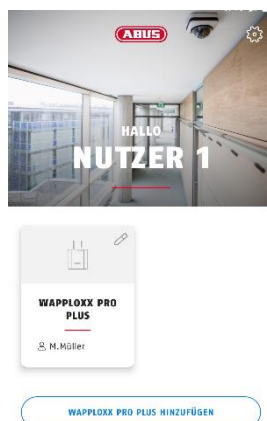 ABUS
HALLO
NUTZER 1
WAPPLOXX PRO
PLUS
M.Müller
WAPPLOXX PRO PLUS HINZUFÜGEN